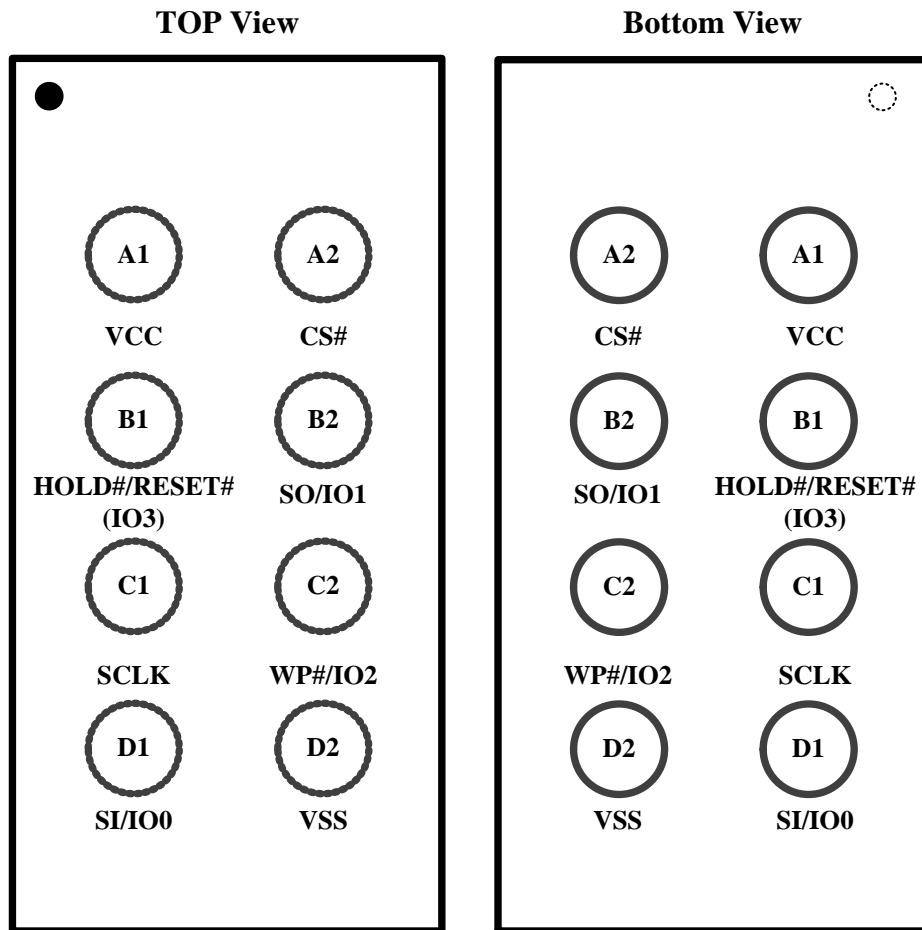 TOP View
A1 A2
VCC CS#
B1 B2
HOLD#/RESET# SO/IO1
(IO3)
C1 C2
SCLK WP#/IO2
D1 D2
SI/IO0 VSS
Bottom View
A2 A1
CS# VCC
B2 B1
SO/IO1 HOLD#/RESET#
(IO3)
C2 C1
WP#/IO2 SCLK
D2 D1
VSS SI/IO0